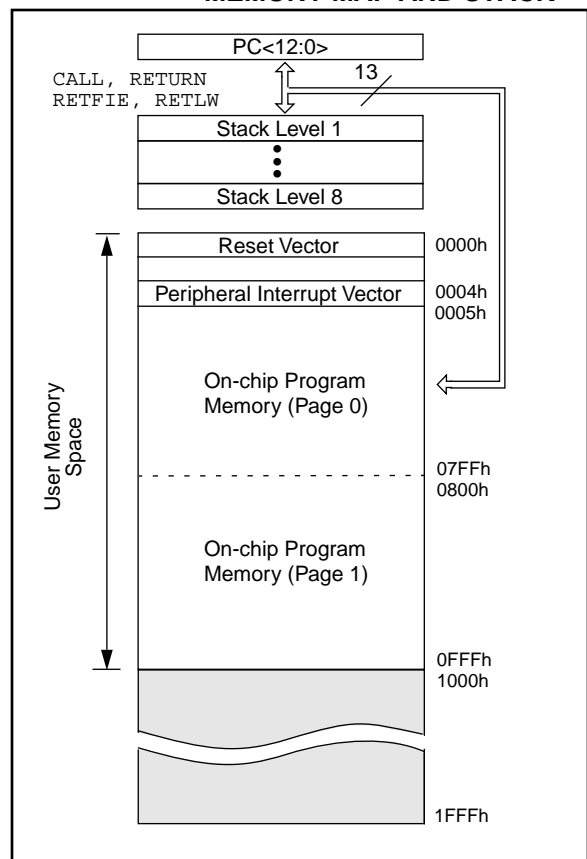 MEMORY MAP AND STACK
PC<12:0>
CALL, RETURN
RETFIE, RETLW
13
Stack Level 1
Stack Level 8
Reset Vector
0000h
Peripheral Interrupt Vector
0004h
0005h
User Memory
Space
On-chip Program
Memory (Page 0)
07FFh
0800h
On-chip Program
Memory (Page 1)
0FFFh
1000h
1FFFh